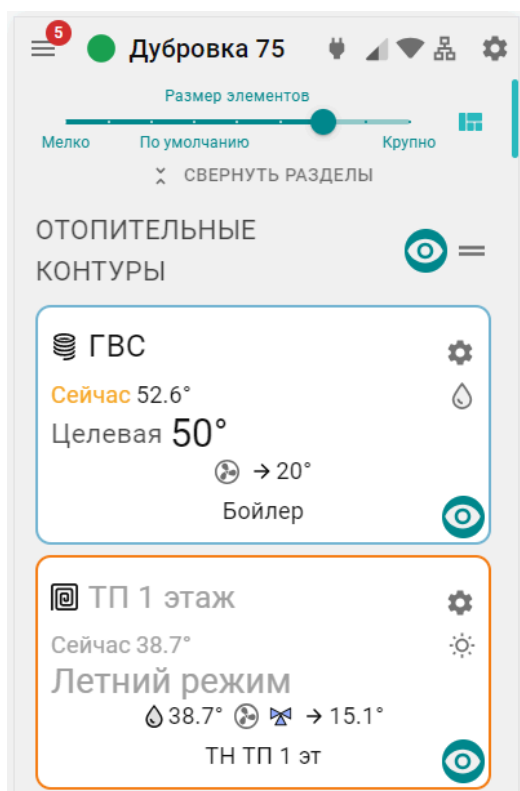 5
Дубровка 75
Размер элементов
Мелко По умолчанию Крупно
СВЕРНУТЬ РАЗДЕЛЫ
ОТОПИТЕЛЬНЫЕ
КОНТУРЫ
ГВС
Сейчас 52.6°
Целевая 50°
→ 20°
Бойлер
ТП 1 этаж
Сейчас 38.7°
Летний режим
38.7° → 15.1°
ТН ТП 1 эт